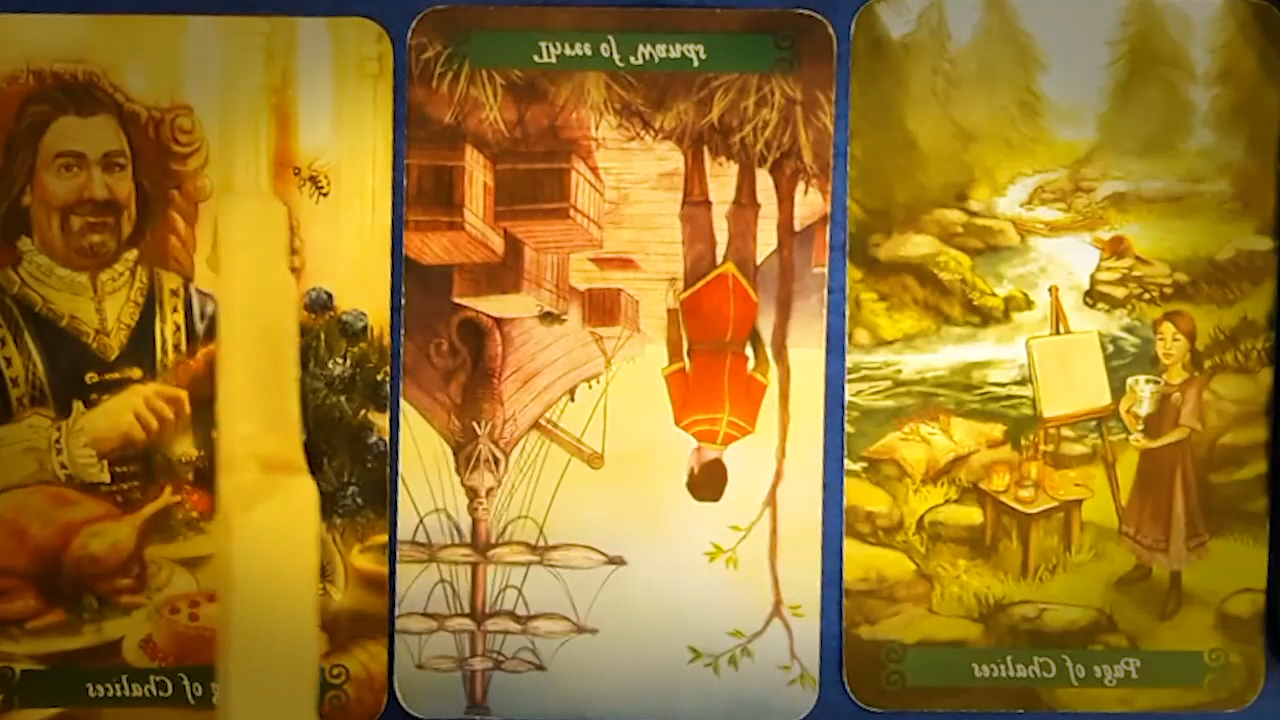 Three of Wands
g of Chalices
Page of Chalices